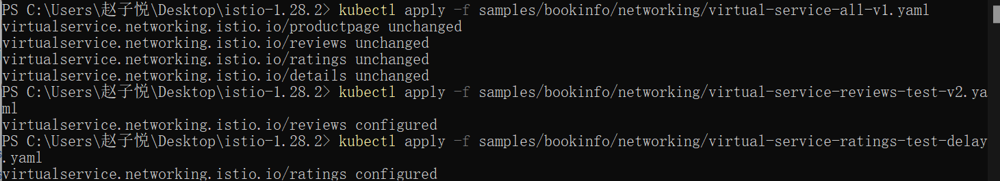 PS C:\Users\赵子悦\Desktop\istio-1.28.2> kubectl apply -f samples/bookinfo/networking/virtual-service-all-v1.yaml
virtualservice.networking.istio.io/productpage unchanged
virtualservice.networking.istio.io/reviews unchanged
virtualservice.networking.istio.io/ratings unchanged
virtualservice.networking.istio.io/details unchanged
PS C:\Users\赵子悦\Desktop\istio-1.28.2> kubectl apply -f samples/bookinfo/networking/virtual-service-reviews-test-v2.ya
ml
virtualservice.networking.istio.io/reviews configured
PS C:\Users\赵子悦\Desktop\istio-1.28.2> kubectl apply -f samples/bookinfo/networking/virtual-service-ratings-test-delay
.yaml
virtualservice.networking.istio.io/ratings configured